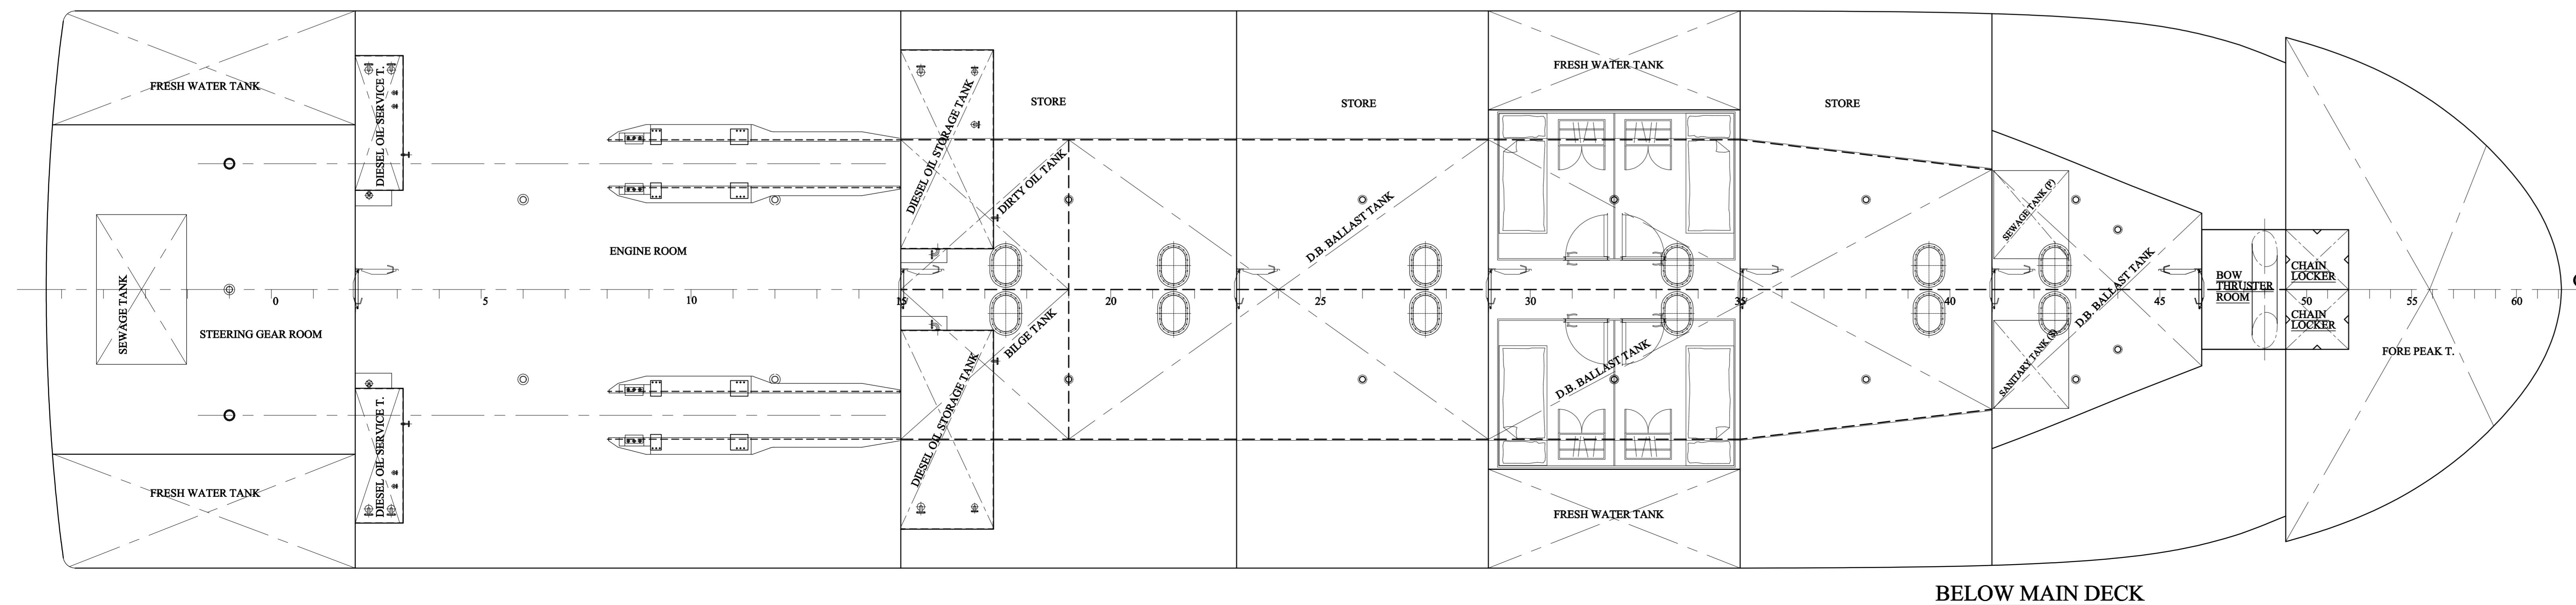 FRESH WATER TANK
DIESEL OIL SERVICE T.
DIESEL OIL STORAGE TANK
STORE
STORE
FRESH WATER TANK
STORE
DIRTY OIL TANK
D.B. BALLAST TANK
SEWAGE TANK (P)
ENGINE ROOM
SEWAGE TANK
0
5
10
15
20
25
30
35
40
45
50
55
60
D.B. BALLAST TANK
BOW
THRUSTER
ROOM
CHAIN
LOCKER
CHAIN
LOCKER
STEERING GEAR ROOM
BILGE TANK
D.B. BALLAST TANK
SANITARY TANK (S)
FORE PEAK T.
DIESEL OIL SERVICE T.
DIESEL OIL STORAGE TANK
FRESH WATER TANK
FRESH WATER TANK
BELOW MAIN DECK